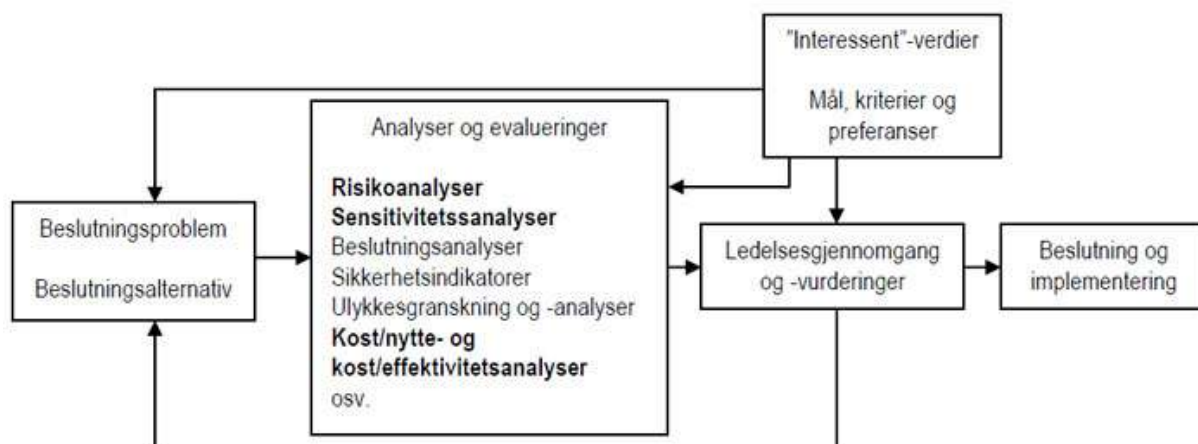 "Interessent"-verdier
Mål, kriterier og
preferanser
Analyser og evalueringer
Risikoanalyser
Sensitivitetssanalyser
Beslutningsanalyser
Sikkerhetsindikatorer
Ulykkesgranskning og -analyser
Kost/nytte- og
kost/effektivitetsanalyser
osv.
Beslutningsproblem
Beslutningsalternativ
Ledelsesgjennomgang
og -vurderinger
Beslutning og
implementering